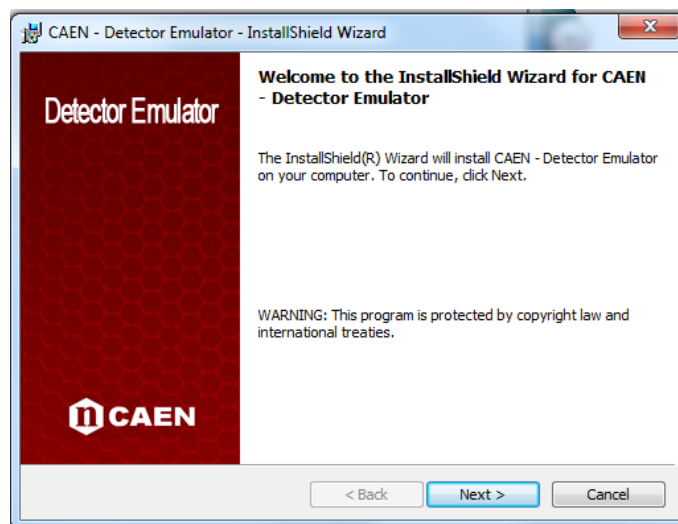 CAEN - Detector Emulator - InstallShield Wizard
X
Detector Emulator
Welcome to the InstallShield Wizard for CAEN
- Detector Emulator
The InstallShield(R) Wizard will install CAEN - Detector Emulator
on your computer. To continue, click Next.
WARNING: This program is protected by copyright law and
international treaties.
n CAEN
< Back
Next >
Cancel